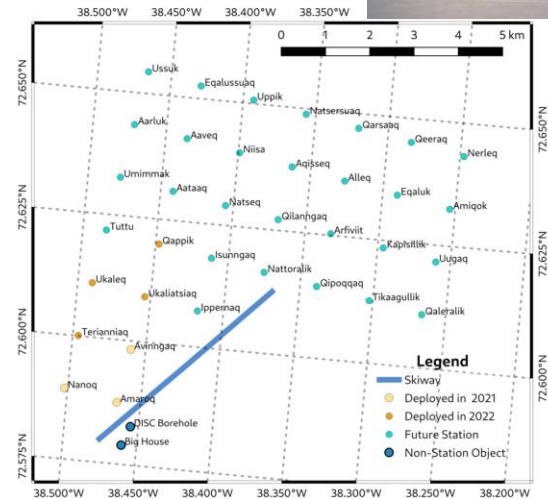 38.500°W 38.450°W 38.400°W 38.350°W
0 1 2 3 4 5 km
72.650°N
72.625°N
72.600°N
72.575°N
72.650°N
72.625°N
72.600°N
Ussuk
Eqalussuaq
Uppik
Natsersuaq
Qarsaaq
Qeeraq
Nerleq
Aarluk
Aaveq
Niisa
Aqisseq
Alleq
Eqaluk
Amiqok
Umimmak
Aataaq
Natseq
Qilanngaq
Arfiviit
Kapisillik
Uugaq
Tuttu
Qappik
Isunngaq
Nattoralik
Qipoqqaq
Tikaagullik
Qaleralik
Ukaleq
Ukaliatsiaq
Ippernaq
Terianniaq
Avinngaq
Nanoq
Amaroq
DISC Borehole
Big House
Legend
Skiway
Deployed in 2021
Deployed in 2022
Future Station
Non-Station Object
38.500°W 38.450°W 38.400°W 38.350°W 38.300°W 38.250°W 38.200°W